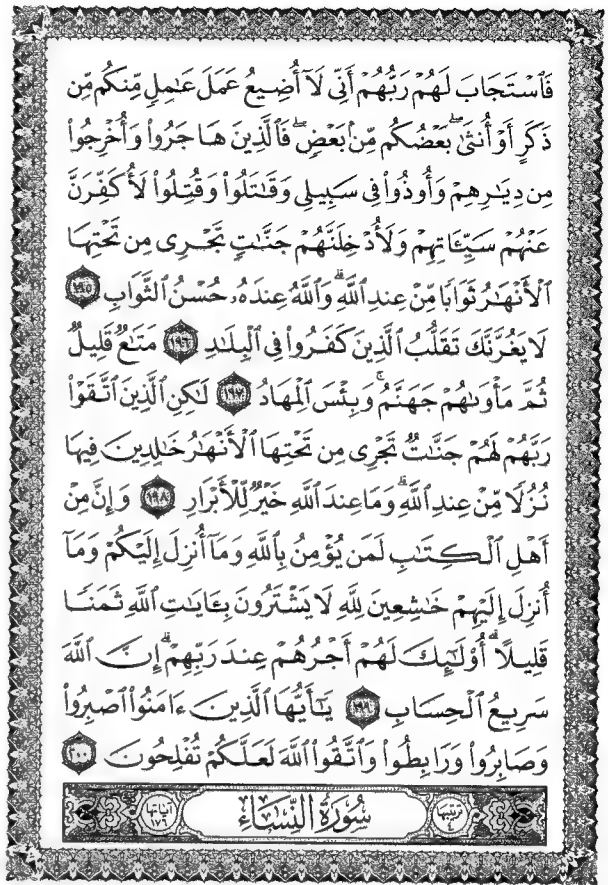 فَٱسْتَجَابَ لَهُمْ رَبُّهُمْ أَنِّى لَآ أُضِيعُ عَمَلَ عَٰمِلٍ مِّنكُم مِّن
ذَكَرٍ أَوْ أُنثَىٰۖ بَعْضُكُم مِّنۢ بَعْضٍۖ فَٱلَّذِينَ هَاجَرُوا۟ وَأُخْرِجُوا۟
مِن دِيَٰرِهِمْ وَأُوذُوا۟ فِى سَبِيلِى وَقَٰتَلُوا۟ وَقُتِلُوا۟ لَأُكَفِّرَنَّ
عَنْهُمْ سَيِّـَٔاتِهِمْ وَلَأُدْخِلَنَّهُمْ جَنَّٰتٍ تَجْرِى مِن تَحْتِهَا
ٱلْأَنْهَٰرُ ثَوَابًا مِّنْ عِندِ ٱللَّهِۗ وَٱللَّهُ عِندَهُۥ حُسْنُ ٱلثَّوَابِ ١٩٥
لَا يَغُرَّنَّكَ تَقَلُّبُ ٱلَّذِينَ كَفَرُوا۟ فِى ٱلْبِلَٰدِ ١٩٦ مَتَٰعٌ قَلِيلٌ
ثُمَّ مَأْوَىٰهُمْ جَهَنَّمُۚ وَبِئْسَ ٱلْمِهَادُ ١٩٧ لَٰكِنِ ٱلَّذِينَ ٱتَّقَوْا۟
رَبَّهُمْ لَهُمْ جَنَّٰتٌ تَجْرِى مِن تَحْتِهَا ٱلْأَنْهَٰرُ خَٰلِدِينَ فِيهَا
نُزُلًا مِّنْ عِندِ ٱللَّهِۗ وَمَا عِندَ ٱللَّهِ خَيْرٌ لِّلْأَبْرَارِ ١٩٨ وَإِنَّ مِنْ
أَهْلِ ٱلْكِتَٰبِ لَمَن يُؤْمِنُ بِٱللَّهِ وَمَآ أُنزِلَ إِلَيْكُمْ وَمَآ
أُنزِلَ إِلَيْهِمْ خَٰشِعِينَ لِلَّهِ لَا يَشْتَرُونَ بِـَٔايَٰتِ ٱللَّهِ ثَمَنًا
قَلِيلًاۗ أُو۟لَٰٓئِكَ لَهُمْ أَجْرُهُمْ عِندَ رَبِّهِمْۗ إِنَّ ٱللَّهَ
سَرِيعُ ٱلْحِسَابِ ١٩٩ يَٰٓأَيُّهَا ٱلَّذِينَ ءَامَنُوا۟ ٱصْبِرُوا۟
وَصَابِرُوا۟ وَرَابِطُوا۟ وَٱتَّقُوا۟ ٱللَّهَ لَعَلَّكُمْ تُفْلِحُونَ ٢٠٠
ترتيبها ٤ سُورَةُ النِّسَاءِ آياتها ١٧٦